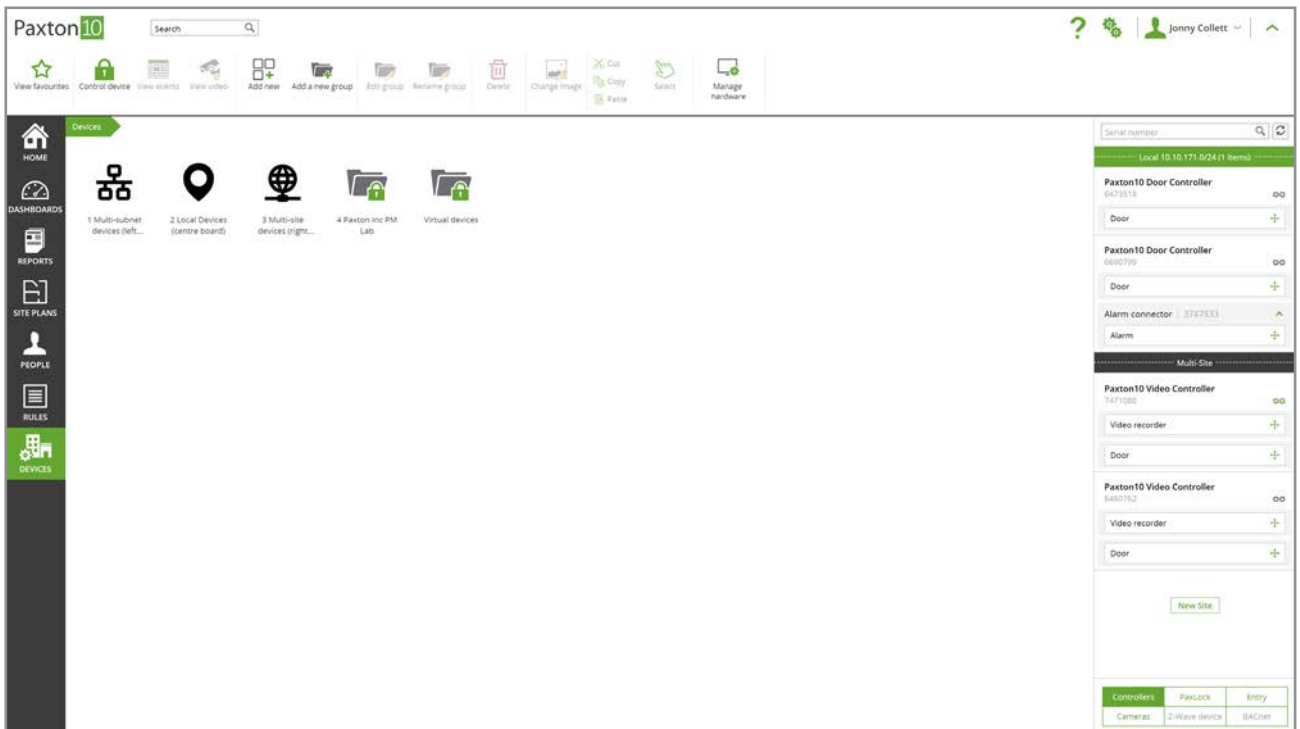 Paxton10
Search
Jonny Collett
View favourites
Control device
View events
View video
Add new
Add a new group
Edit group
Rename group
Delete
Change image
Cut
Copy
Paste
Select
Manage
hardware
HOME
DASHBOARDS
REPORTS
SITE PLANS
PEOPLE
RULES
DEVICES
Devices
1 Multi-subnet
devices (left...
2 Local Devices
(centre board)
3 Multi-site
devices (right...
4 Paxton Inc PM
Lab
Virtual devices
Serial number
Local 10.10.171.0/24 (1 items)
Paxton10 Door Controller
6473518
Door
Paxton10 Door Controller
6690799
Door
Alarm connector | 3747833
Alarm
Multi-Site
Paxton10 Video Controller
7471086
Video recorder
Door
Paxton10 Video Controller
Video recorder
Door
New Site
Controllers
PaxLock
Entry
Cameras
Z-Wave device
BACnet